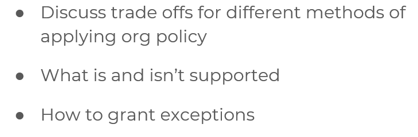 ● Discuss trade offs for different methods of
applying org policy
● What is and isn't supported
● How to grant exceptions